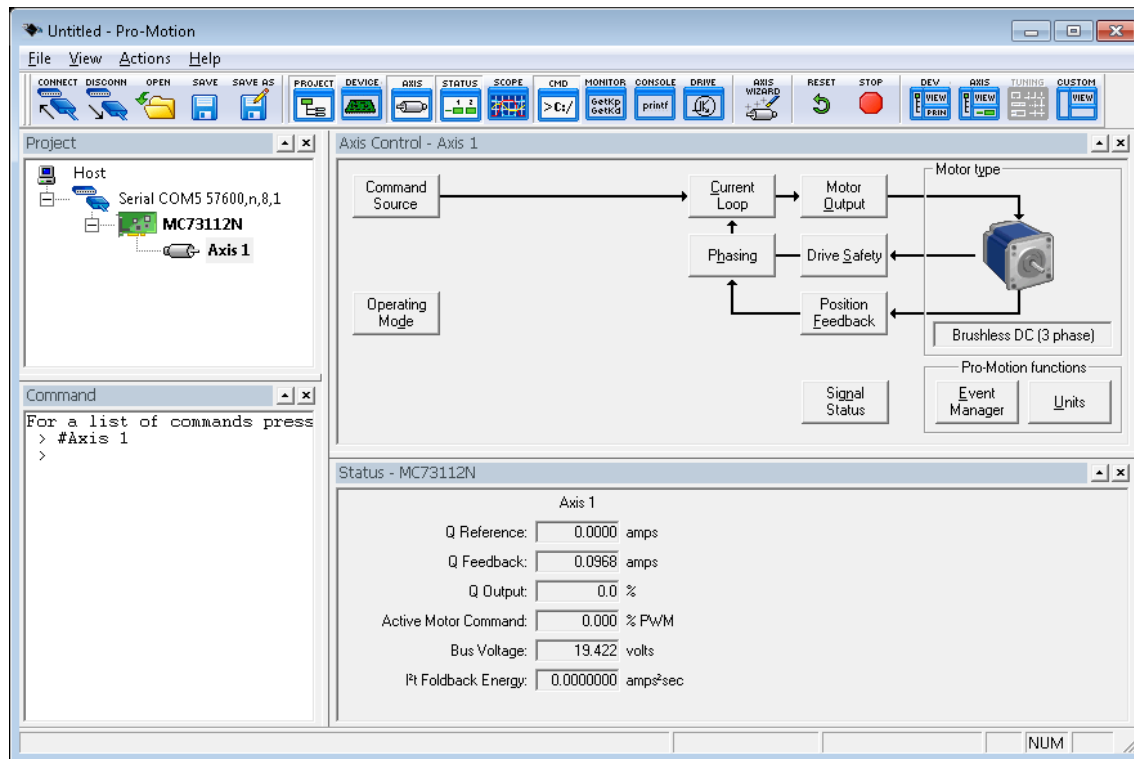 Untitled - Pro-Motion
File View Actions Help
CONNECT DISCONN OPEN SAVE SAVE AS PROJECT DEVICE AXIS STATUS SCOPE CMD MONITOR CONSOLE DRIVE AXIS WIZARD RESET STOP DEV AXIS TUNING CUSTOM
1 2 >C:/ GetKp GetKd printf VIEW PRIN VIEW VIEW
Project
Host
Serial COM5 57600,n,8,1
MC73112N
Axis 1
Command
For a list of commands press
> #Axis 1
>
Axis Control - Axis 1
Command
Source
Current
Loop
Motor
Output
Motor type
Phasing
Drive Safety
Operating
Mode
Position
Feedback
Brushless DC (3 phase)
Pro-Motion functions
Signal
Status
Event
Manager
Units
Status - MC73112N
Axis 1
Q Reference: 0.0000 amps
Q Feedback: 0.0968 amps
Q Output: 0.0 %
Active Motor Command: 0.000 % PWM
Bus Voltage: 19.422 volts
I²t Foldback Energy: 0.0000000 amps²sec
NUM